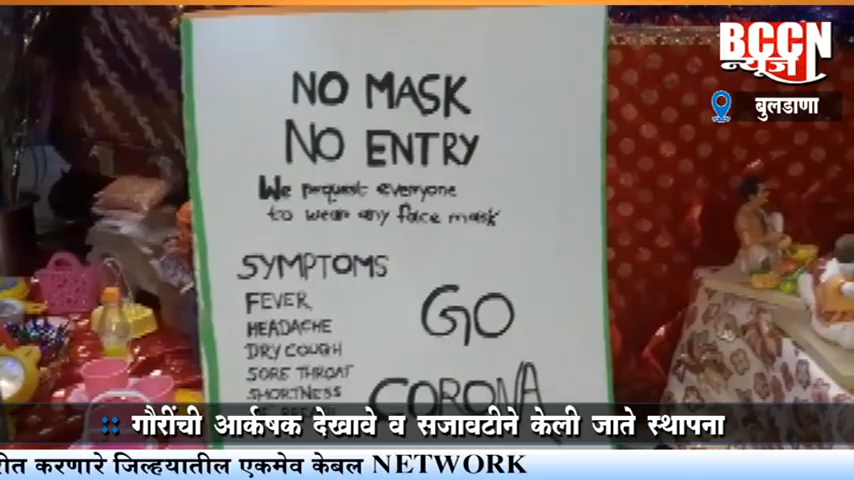 BCCN
न्यूज
बुलडाणा
NO MASK
NO ENTRY
We request everyone
to wear any face mask
SYMPTOMS
FEVER
HEADACHE
DRY COUGH
SORE THROAT
SHORTNESS
GO
CORONA
गौरींची आर्कषक देखावे व सजावटीने केली जाते स्थापना
करणारे जिल्हयातील एकमेव केबल NETWORK